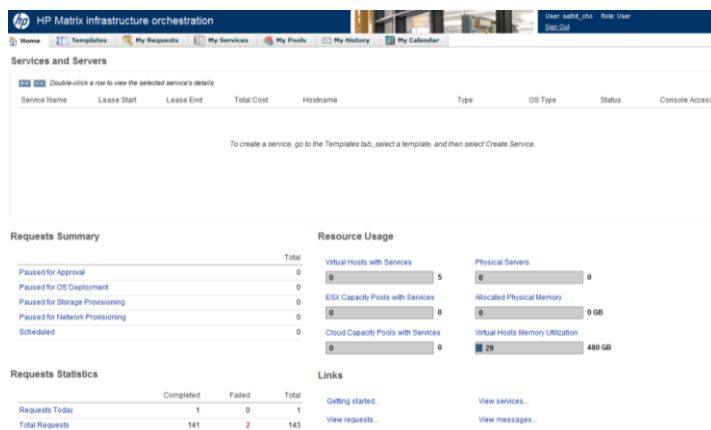 hp HP Matrix infrastructure orchestration
User: sathit_cho Role: User
Sign Out
Home Templates My Requests My Services My Pools My History My Calendar
Services and Servers
Double-click a row to view the selected service's details.
Service Name Lease Start Lease End Total Cost Hostname Type OS Type Status Console Access
To create a service, go to the Templates tab, select a template, and then select Create Service.
Requests Summary
Total
Paused for Approval 0
Paused for OS Deployment 0
Paused for Storage Provisioning 0
Paused for Network Provisioning 0
Scheduled 0
Resource Usage
Virtual Hosts with Services Physical Servers
0 5 0 0
ESX Capacity Pools with Services Allocated Physical Memory
0 0 0 0 GB
Cloud Capacity Pools with Services Virtual Hosts Memory Utilization
0 0 29 480 GB
Requests Statistics
Completed Failed Total
Requests Today 1 0 1
Total Requests 141 2 143
Links
Getting started... View services...
View requests... View messages...